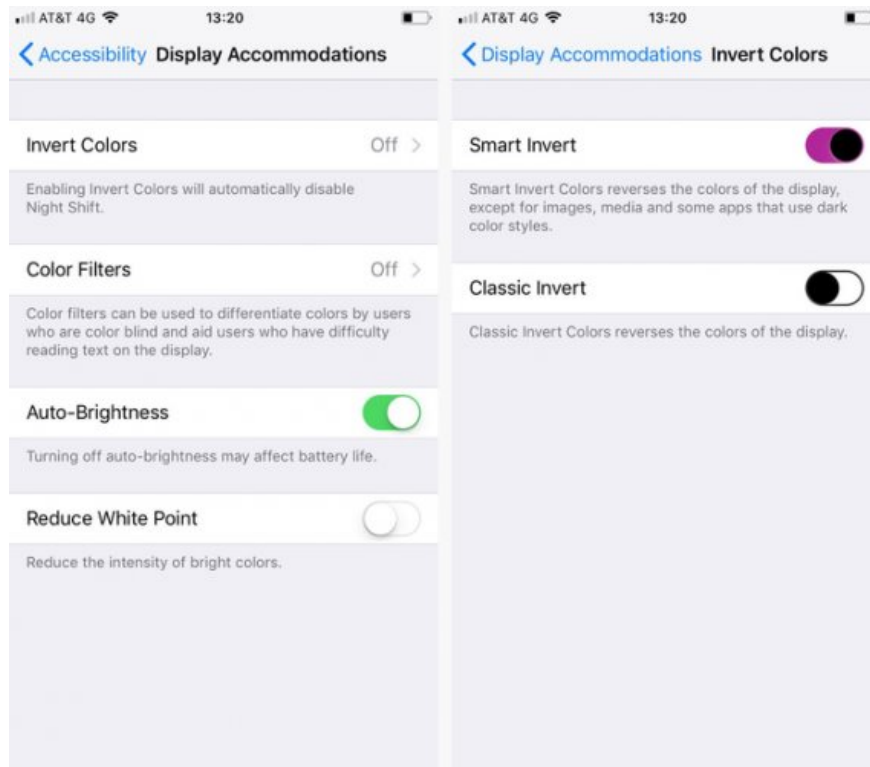 AT&T 4G 13:20
Accessibility Display Accommodations
Invert Colors Off
Enabling Invert Colors will automatically disable
Night Shift.
Color Filters Off
Color filters can be used to differentiate colors by users
who are color blind and aid users who have difficulty
reading text on the display.
Auto-Brightness
Turning off auto-brightness may affect battery life.
Reduce White Point
Reduce the intensity of bright colors.
AT&T 4G 13:20
Display Accommodations Invert Colors
Smart Invert
Smart Invert Colors reverses the colors of the display,
except for images, media and some apps that use dark
color styles.
Classic Invert
Classic Invert Colors reverses the colors of the display.